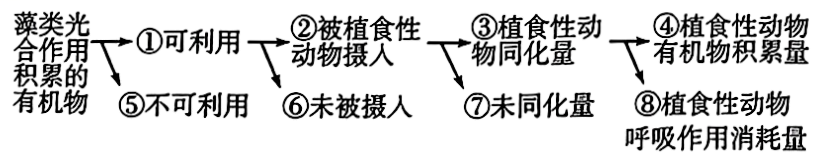 藻类光
合作用
积累的
有机物
①可利用
⑤不可利用
②被植食性
动物摄人
⑥未被摄人
③植食性动
物同化量
⑦未同化量
④植食性动物
有机物积累量
⑧植食性动物
呼吸作用消耗量